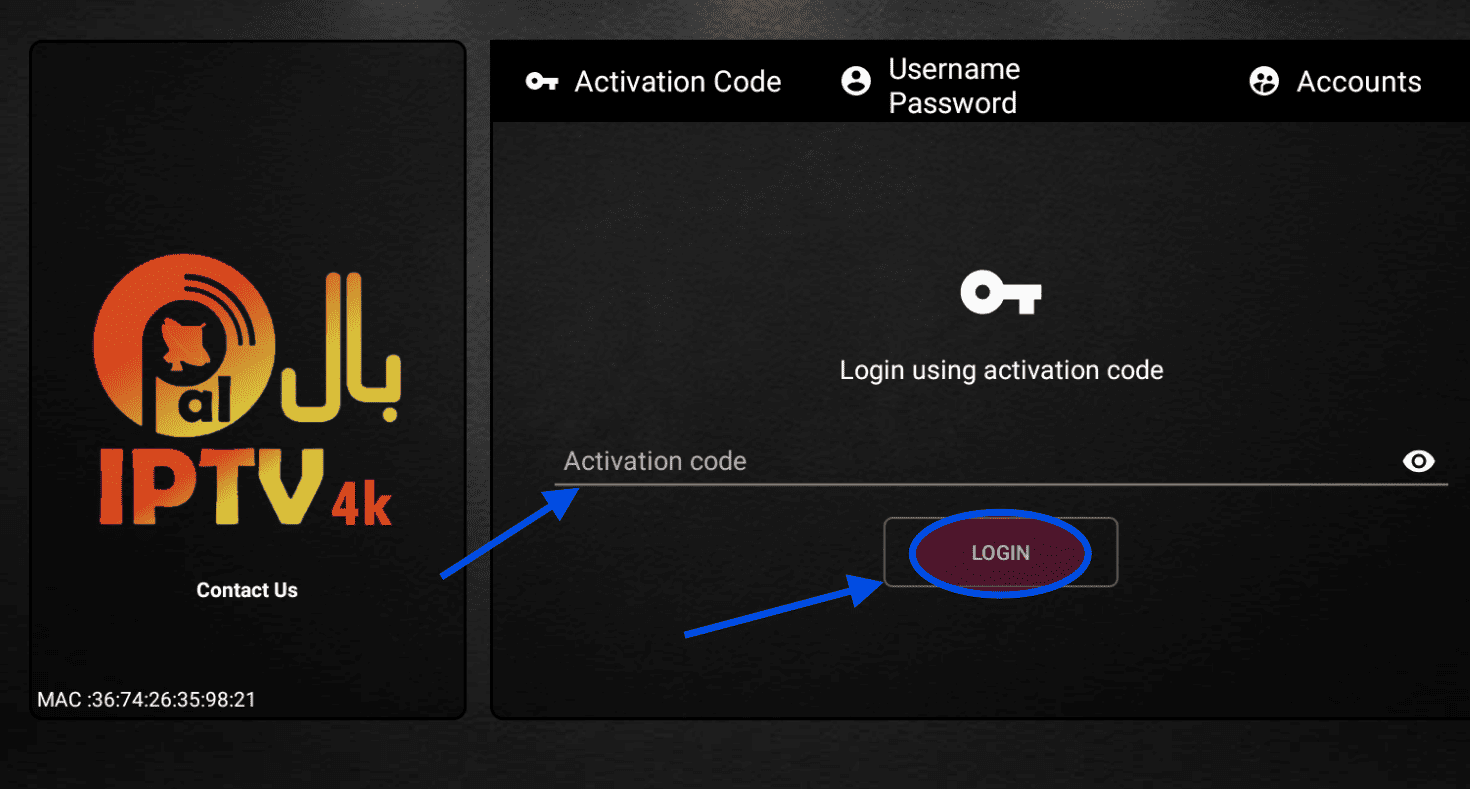 Activation Code
Username
Password
Accounts
Login using activation code
Activation code
LOGIN
Pal
بال
IPTV 4k
Contact Us
MAC :36:74:26:35:98:21